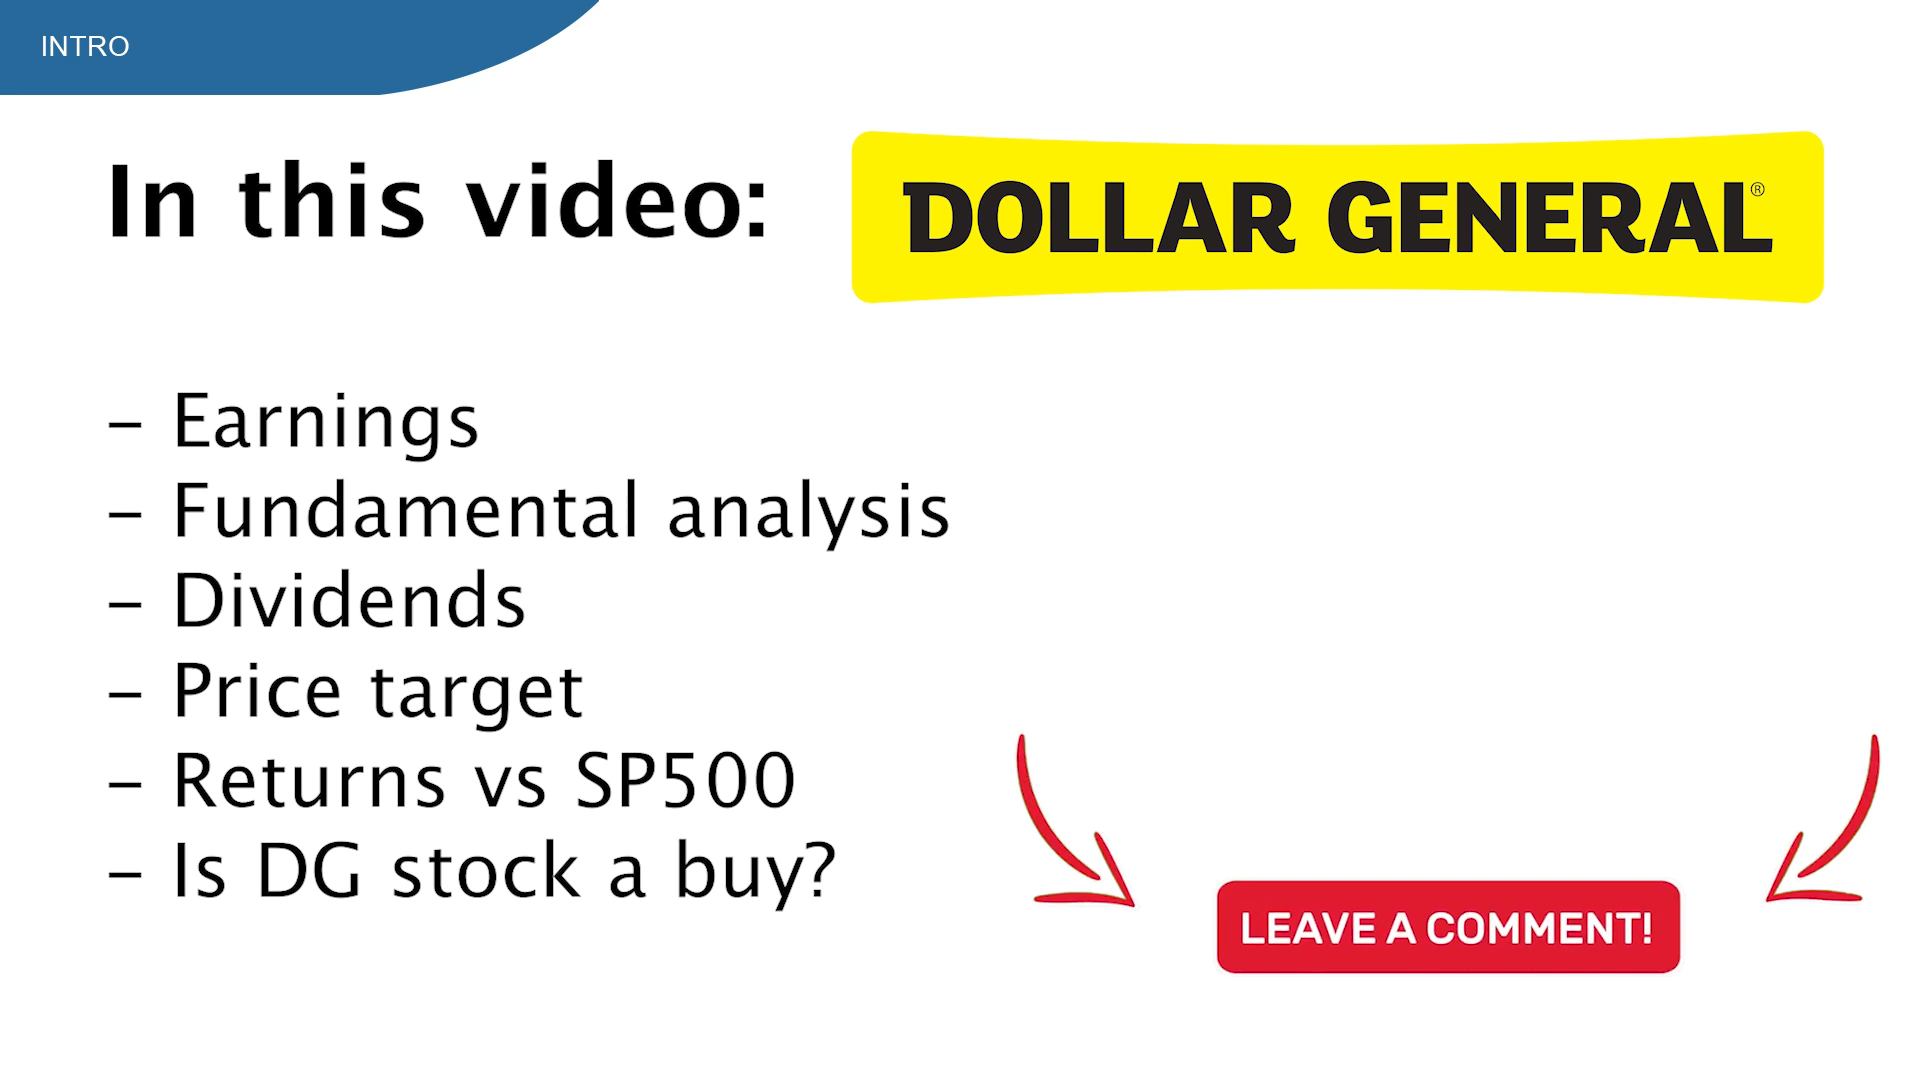 INTRO
In this video:
DOLLAR GENERAL®
– Earnings
– Fundamental analysis
– Dividends
– Price target
– Returns vs SP500
– Is DG stock a buy?
LEAVE A COMMENT!